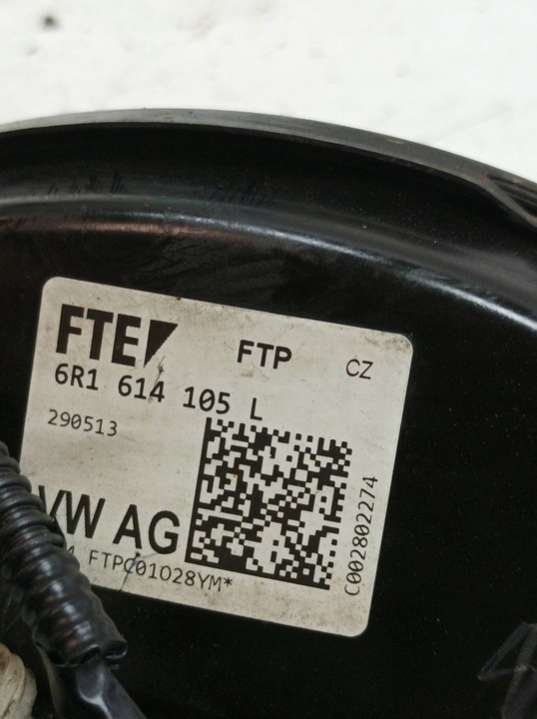 FTE
FTP
CZ
6R1 614 105 L
290513
VW AG
FTPC01028YM*
C002802274